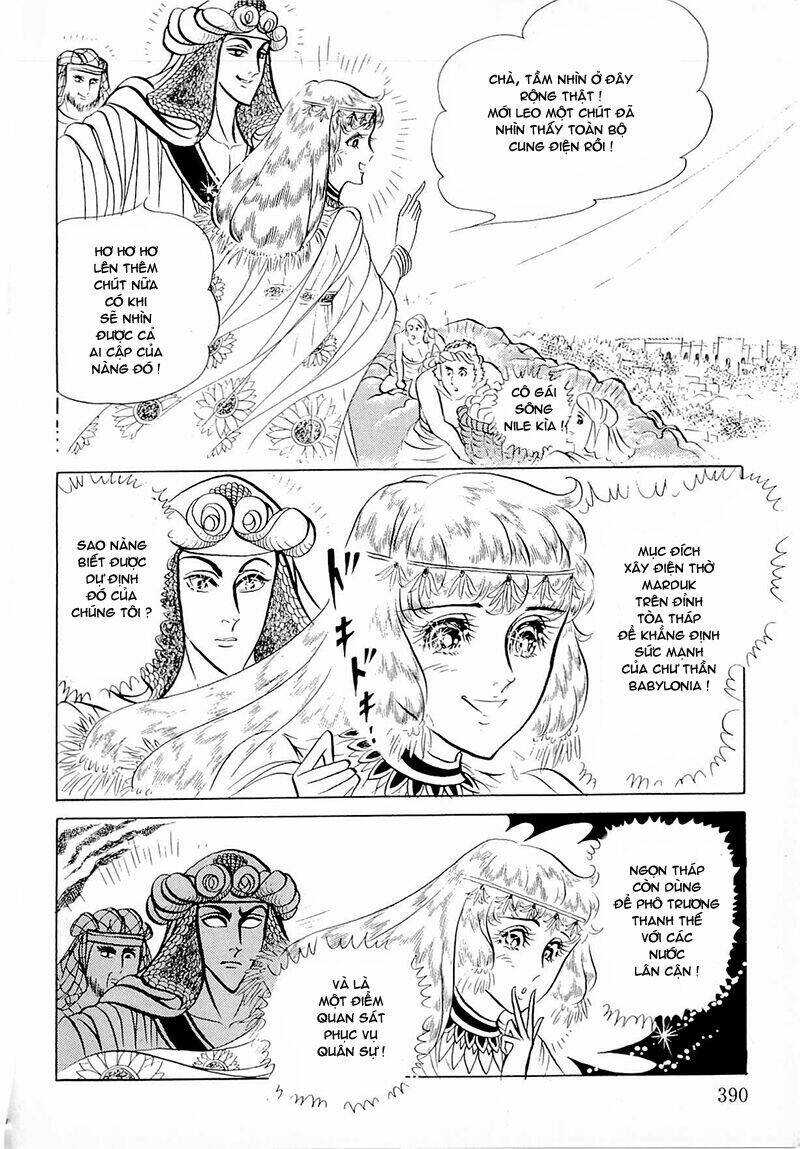 CHÀ, TẦM NHÌN Ở ĐÂY
RỘNG THẬT !
MỚI LEO MỘT CHÚT ĐÃ
NHÌN THẤY TOÀN BỘ
CUNG ĐIỆN RỒI !
HƠ HƠ HƠ
LÊN THÊM
CHÚT NỮA
CÓ KHI
SẼ NHÌN
ĐƯỢC CẢ
AI CẬP CỦA
NÀNG ĐÓ !
CÔ GÁI
SÔNG
NILE KÌA !
SAO NÀNG
BIẾT ĐƯỢC
DỰ ĐỊNH
ĐÓ CỦA
CHÚNG TÔI ?
ドキドキ!
MỤC ĐÍCH
XÂY ĐIỆN THỜ
MARDUK
TRÊN ĐỈNH
TÒA THÁP
ĐỂ KHẲNG ĐỊNH
SỨC MẠNH
CỦA CHƯ THẦN
BABYLONIA !
NGỌN THÁP
CÒN DÙNG
ĐỂ PHÔ TRƯƠNG
THANH THẾ
VỚI CÁC
NƯỚC
LÂN CẬN !
VÀ LÀ
MỘT ĐIỂM
QUAN SÁT
PHỤC VỤ
QUÂN SỰ !
390